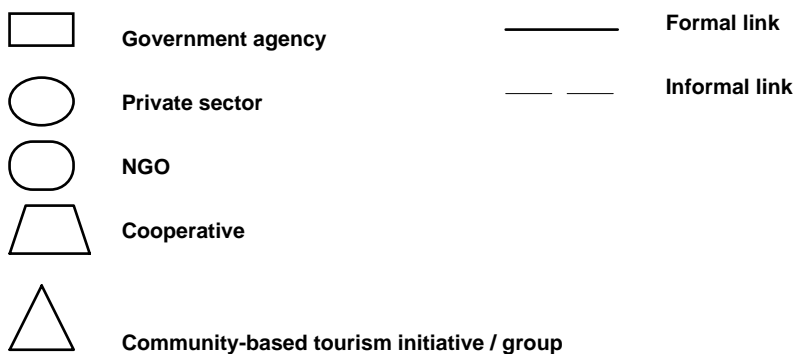 Government agency
Private sector
NGO
Cooperative
Community-based tourism initiative / group
Formal link
Informal link